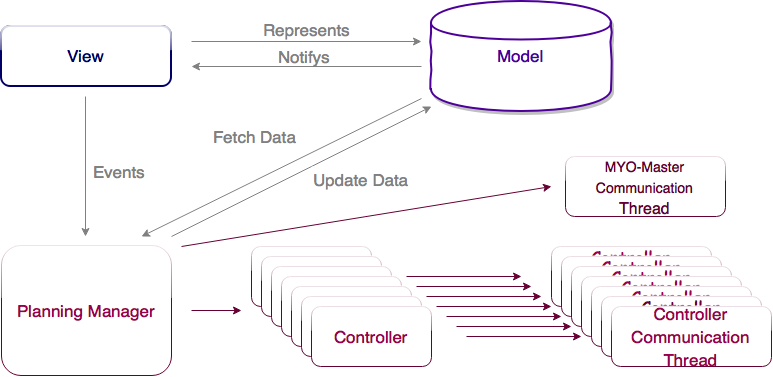 Represents
View
Notifys
Model
Fetch Data
Events
Update Data
MYO-Master
Communication
Thread
Planning Manager
Controller
Controller
Communication
Thread